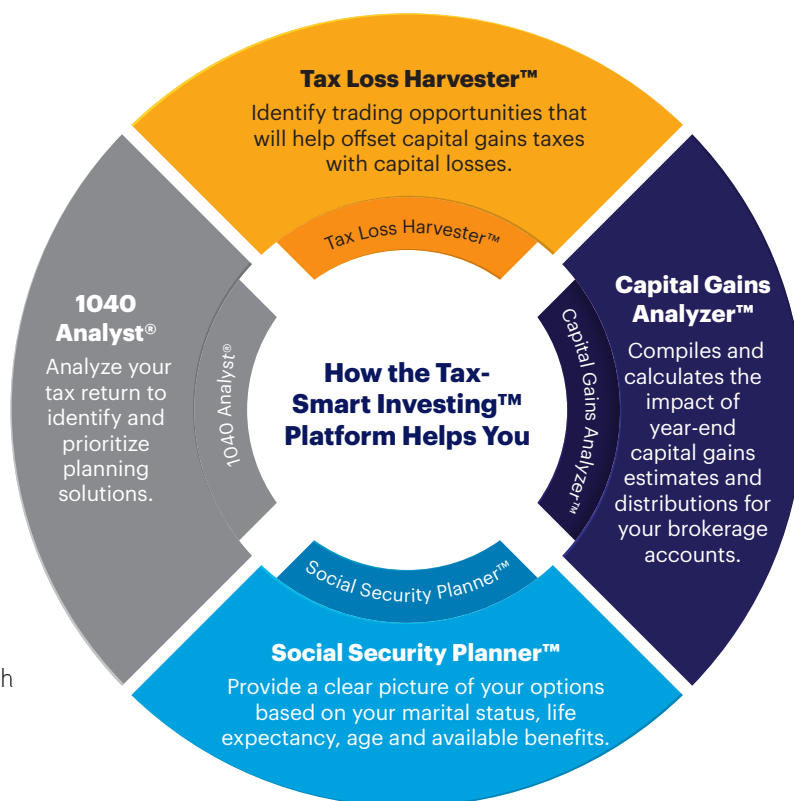 Tax Loss Harvester™
Identify trading opportunities that
will help offset capital gains taxes
with capital losses.
Tax Loss Harvester™
1040
Analyst®
Analyze your
tax return to
identify and
prioritize
planning
solutions.
1040 Analyst®
How the Tax-
Smart Investing™
Platform Helps You
Capital Gains Analyzer™
Capital Gains
Analyzer™
Compiles and
calculates the
impact of
year-end
capital gains
estimates and
distributions for
your brokerage
accounts.
Social Security Planner™
Social Security Planner™
Provide a clear picture of your options
based on your marital status, life
expectancy, age and available benefits.
h